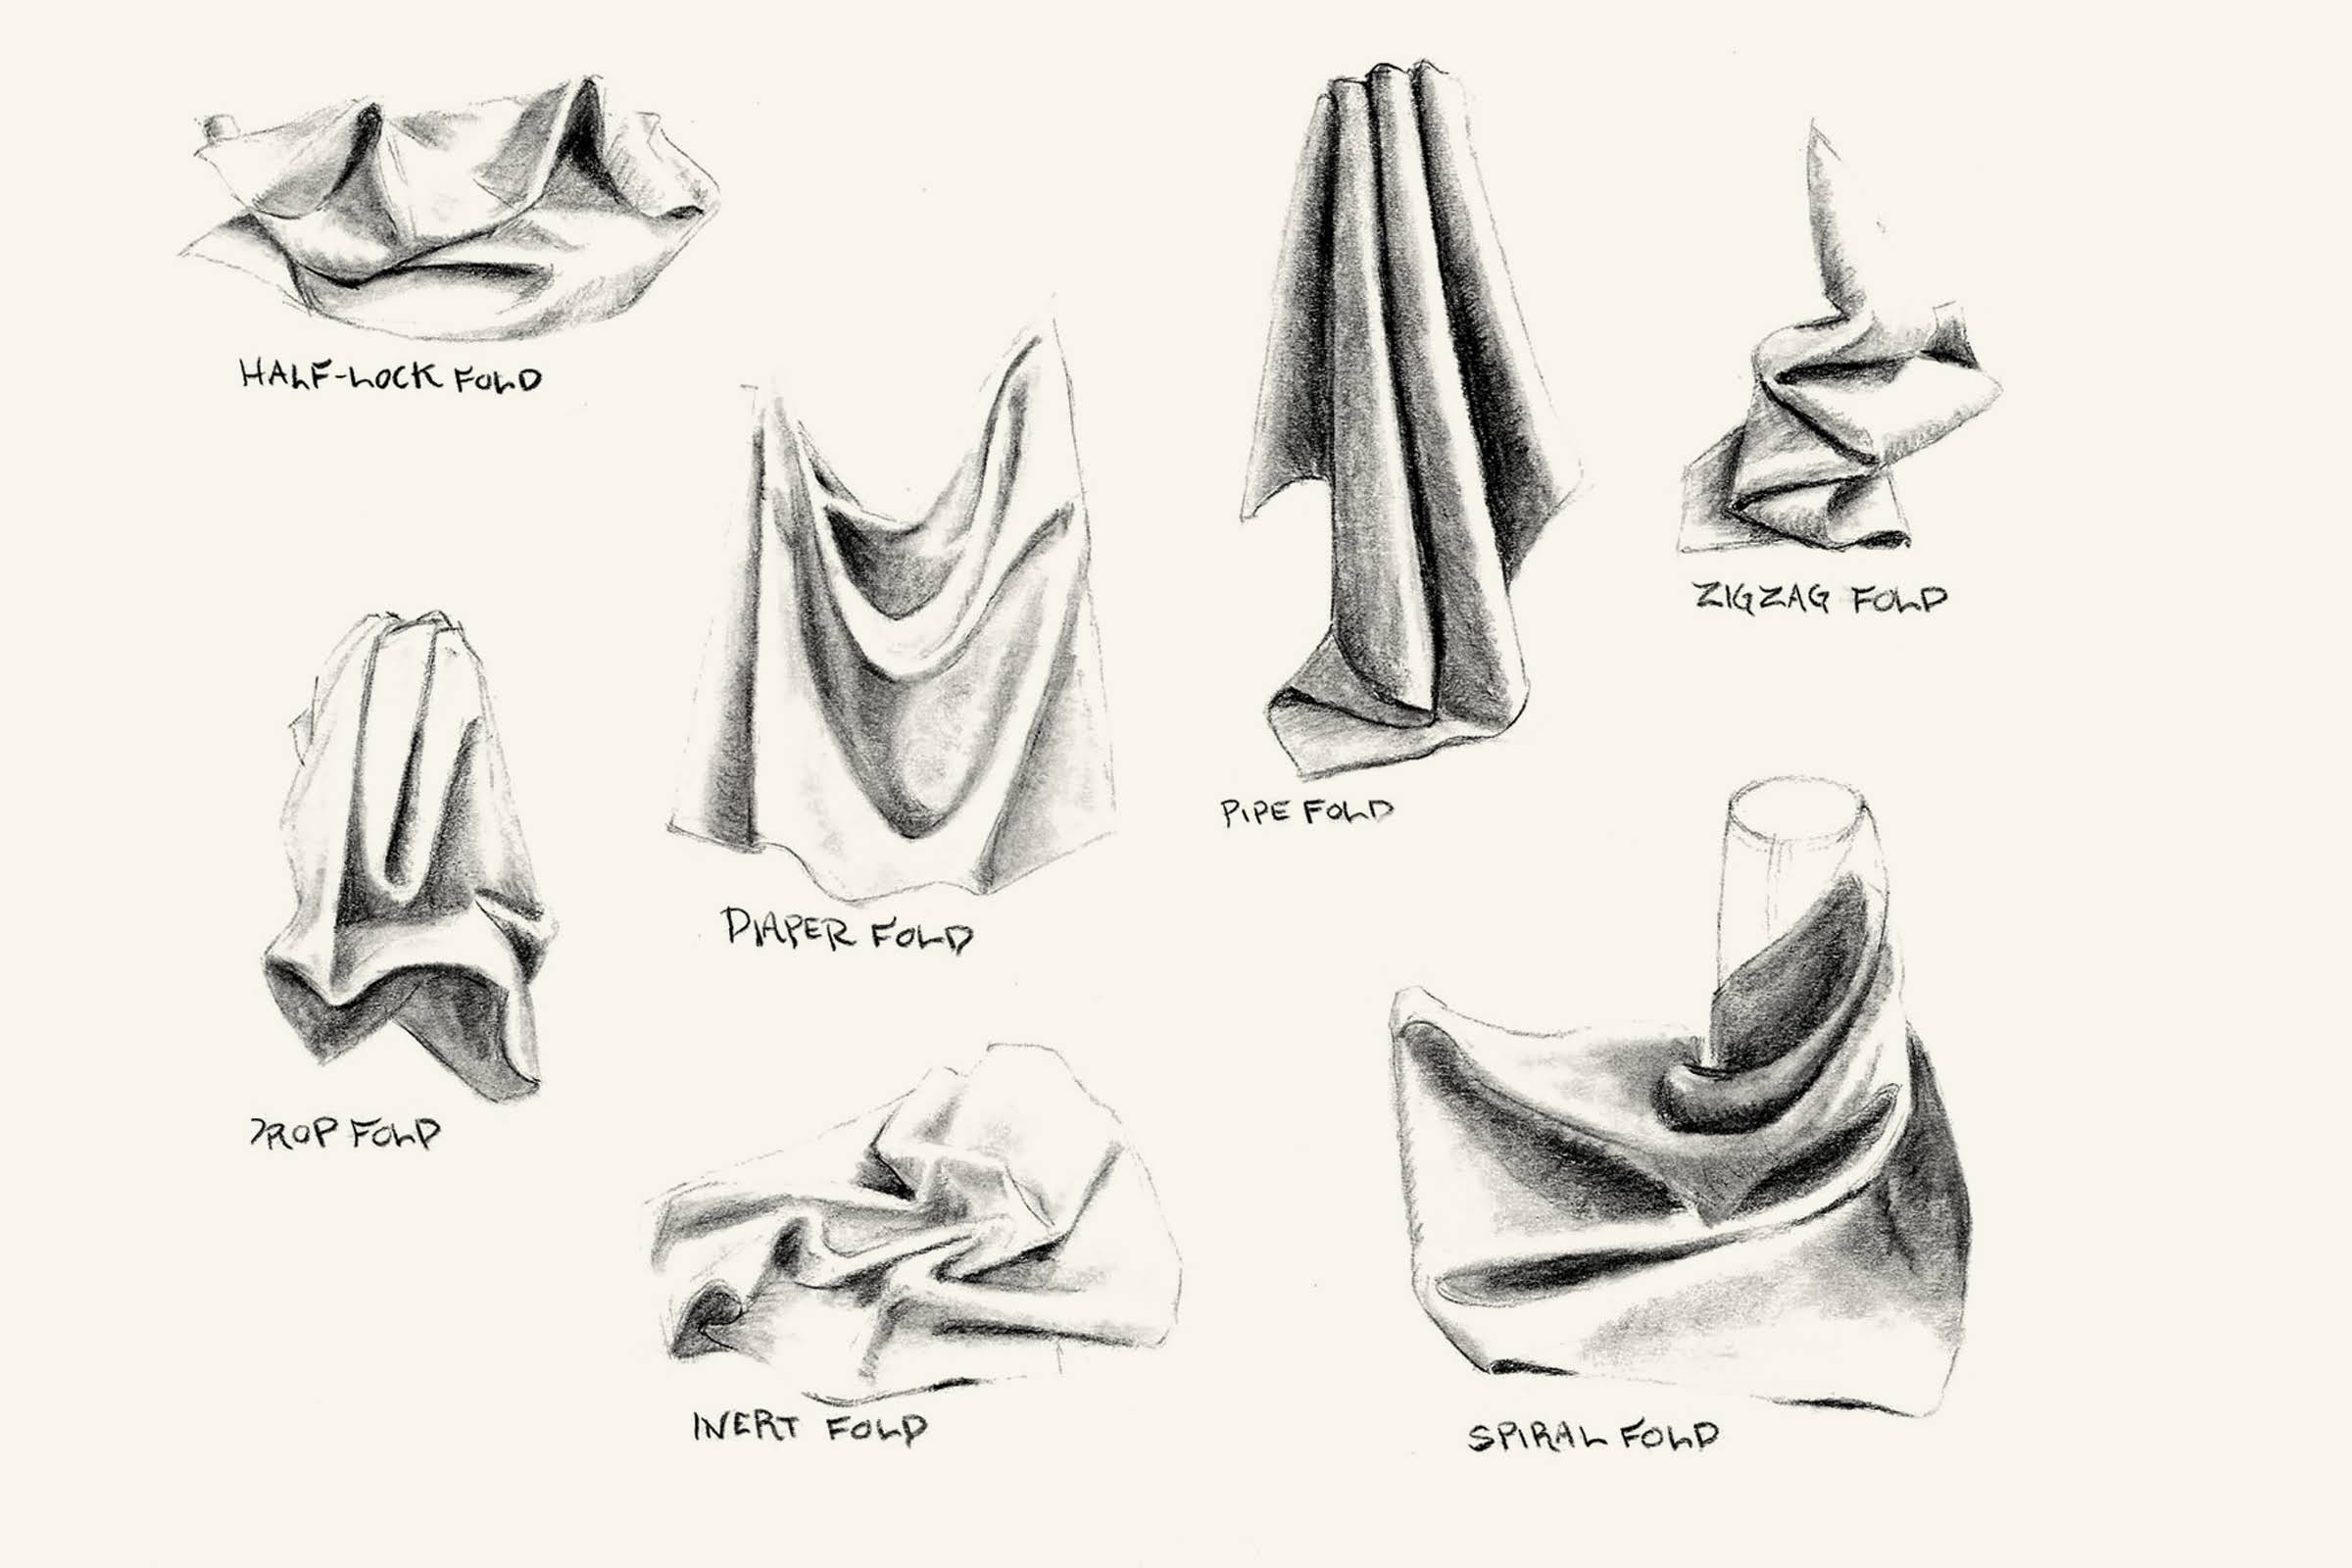 HALF-LOCK FOLD
ZIGZAG FOLD
PIPE FOLD
DIAPER FOLD
DROP FOLD
INERT FOLD
SPIRAL FOLD